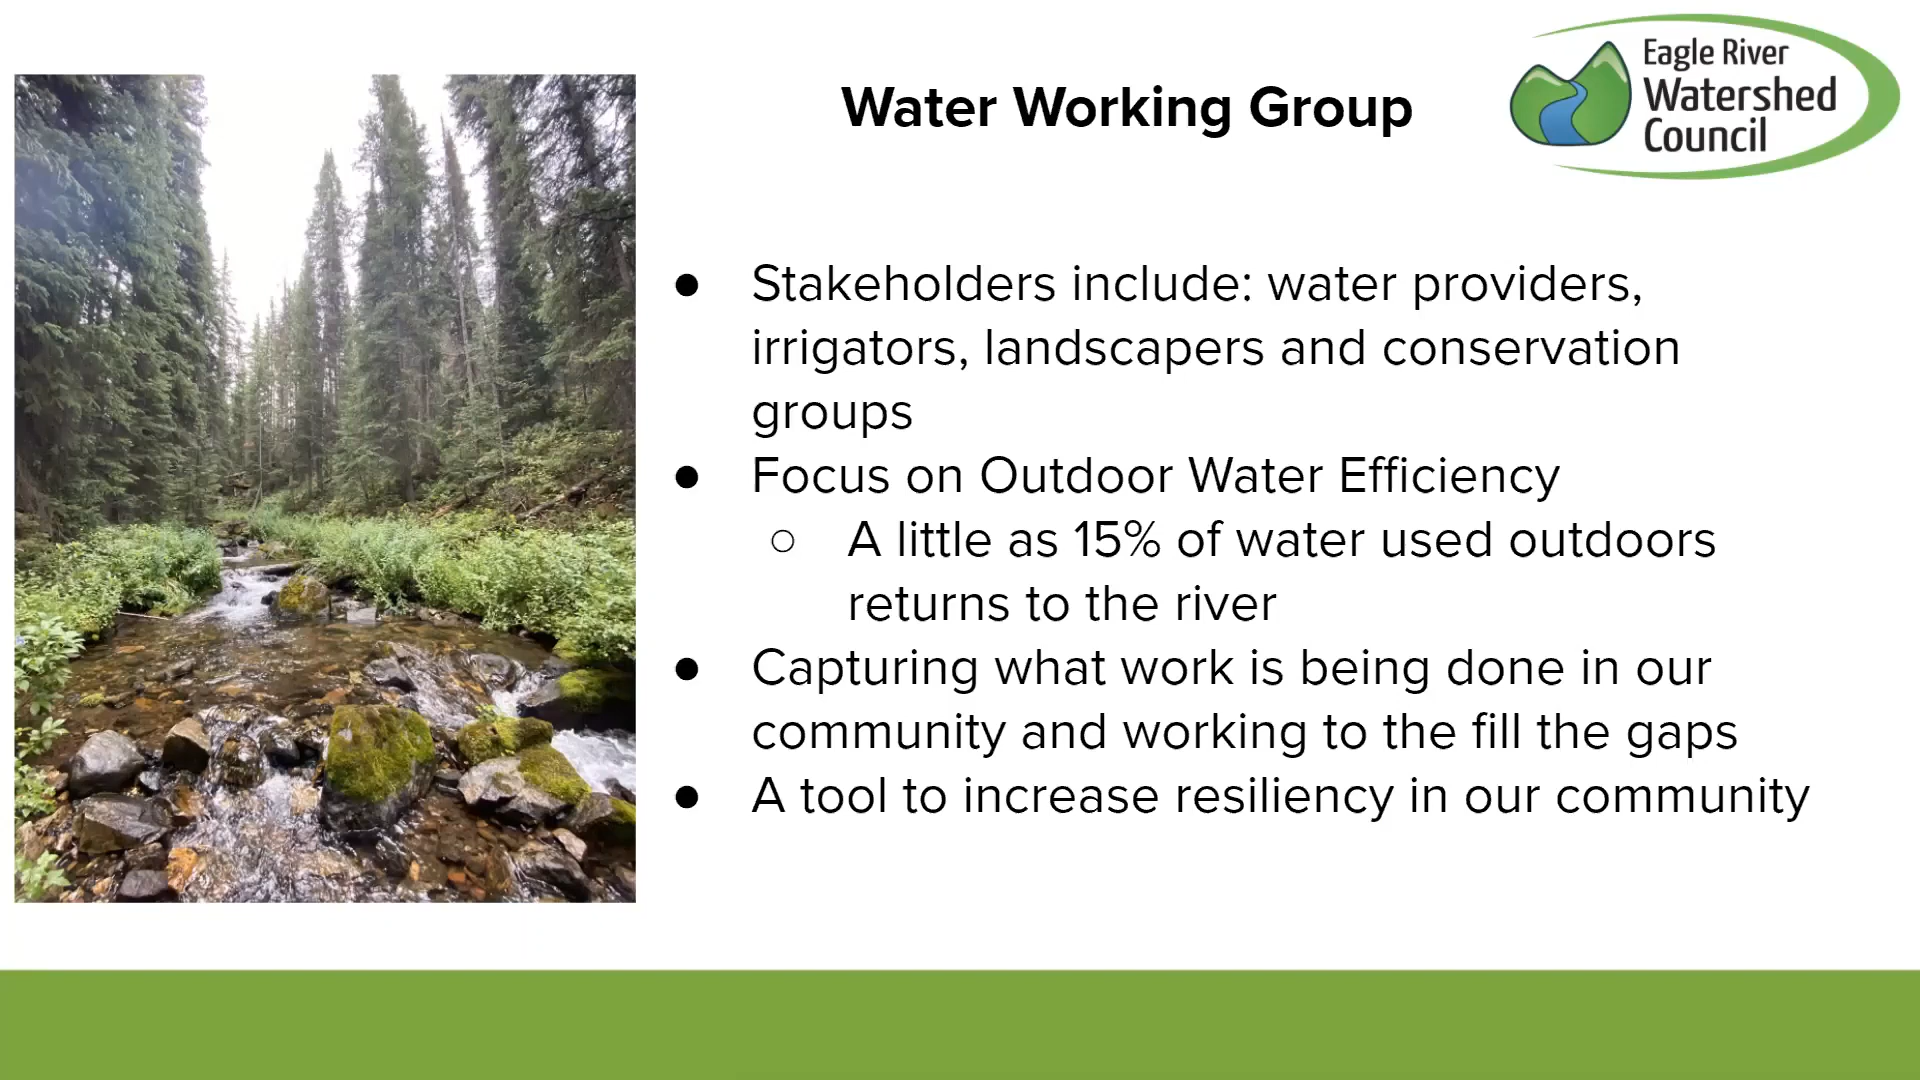 Water Working Group
Eagle River
Watershed
Council
● Stakeholders include: water providers,
irrigators, landscapers and conservation
groups
● Focus on Outdoor Water Efficiency
○ A little as 15% of water used outdoors
returns to the river
● Capturing what work is being done in our
community and working to the fill the gaps
● A tool to increase resiliency in our community